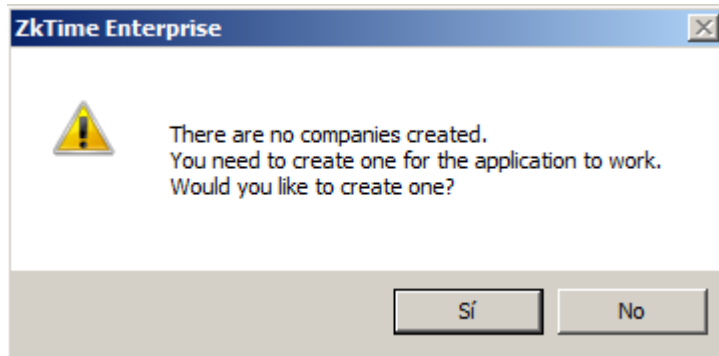 ZkTime Enterprise
There are no companies created.
You need to create one for the application to work.
Would you like to create one?
Sí
No